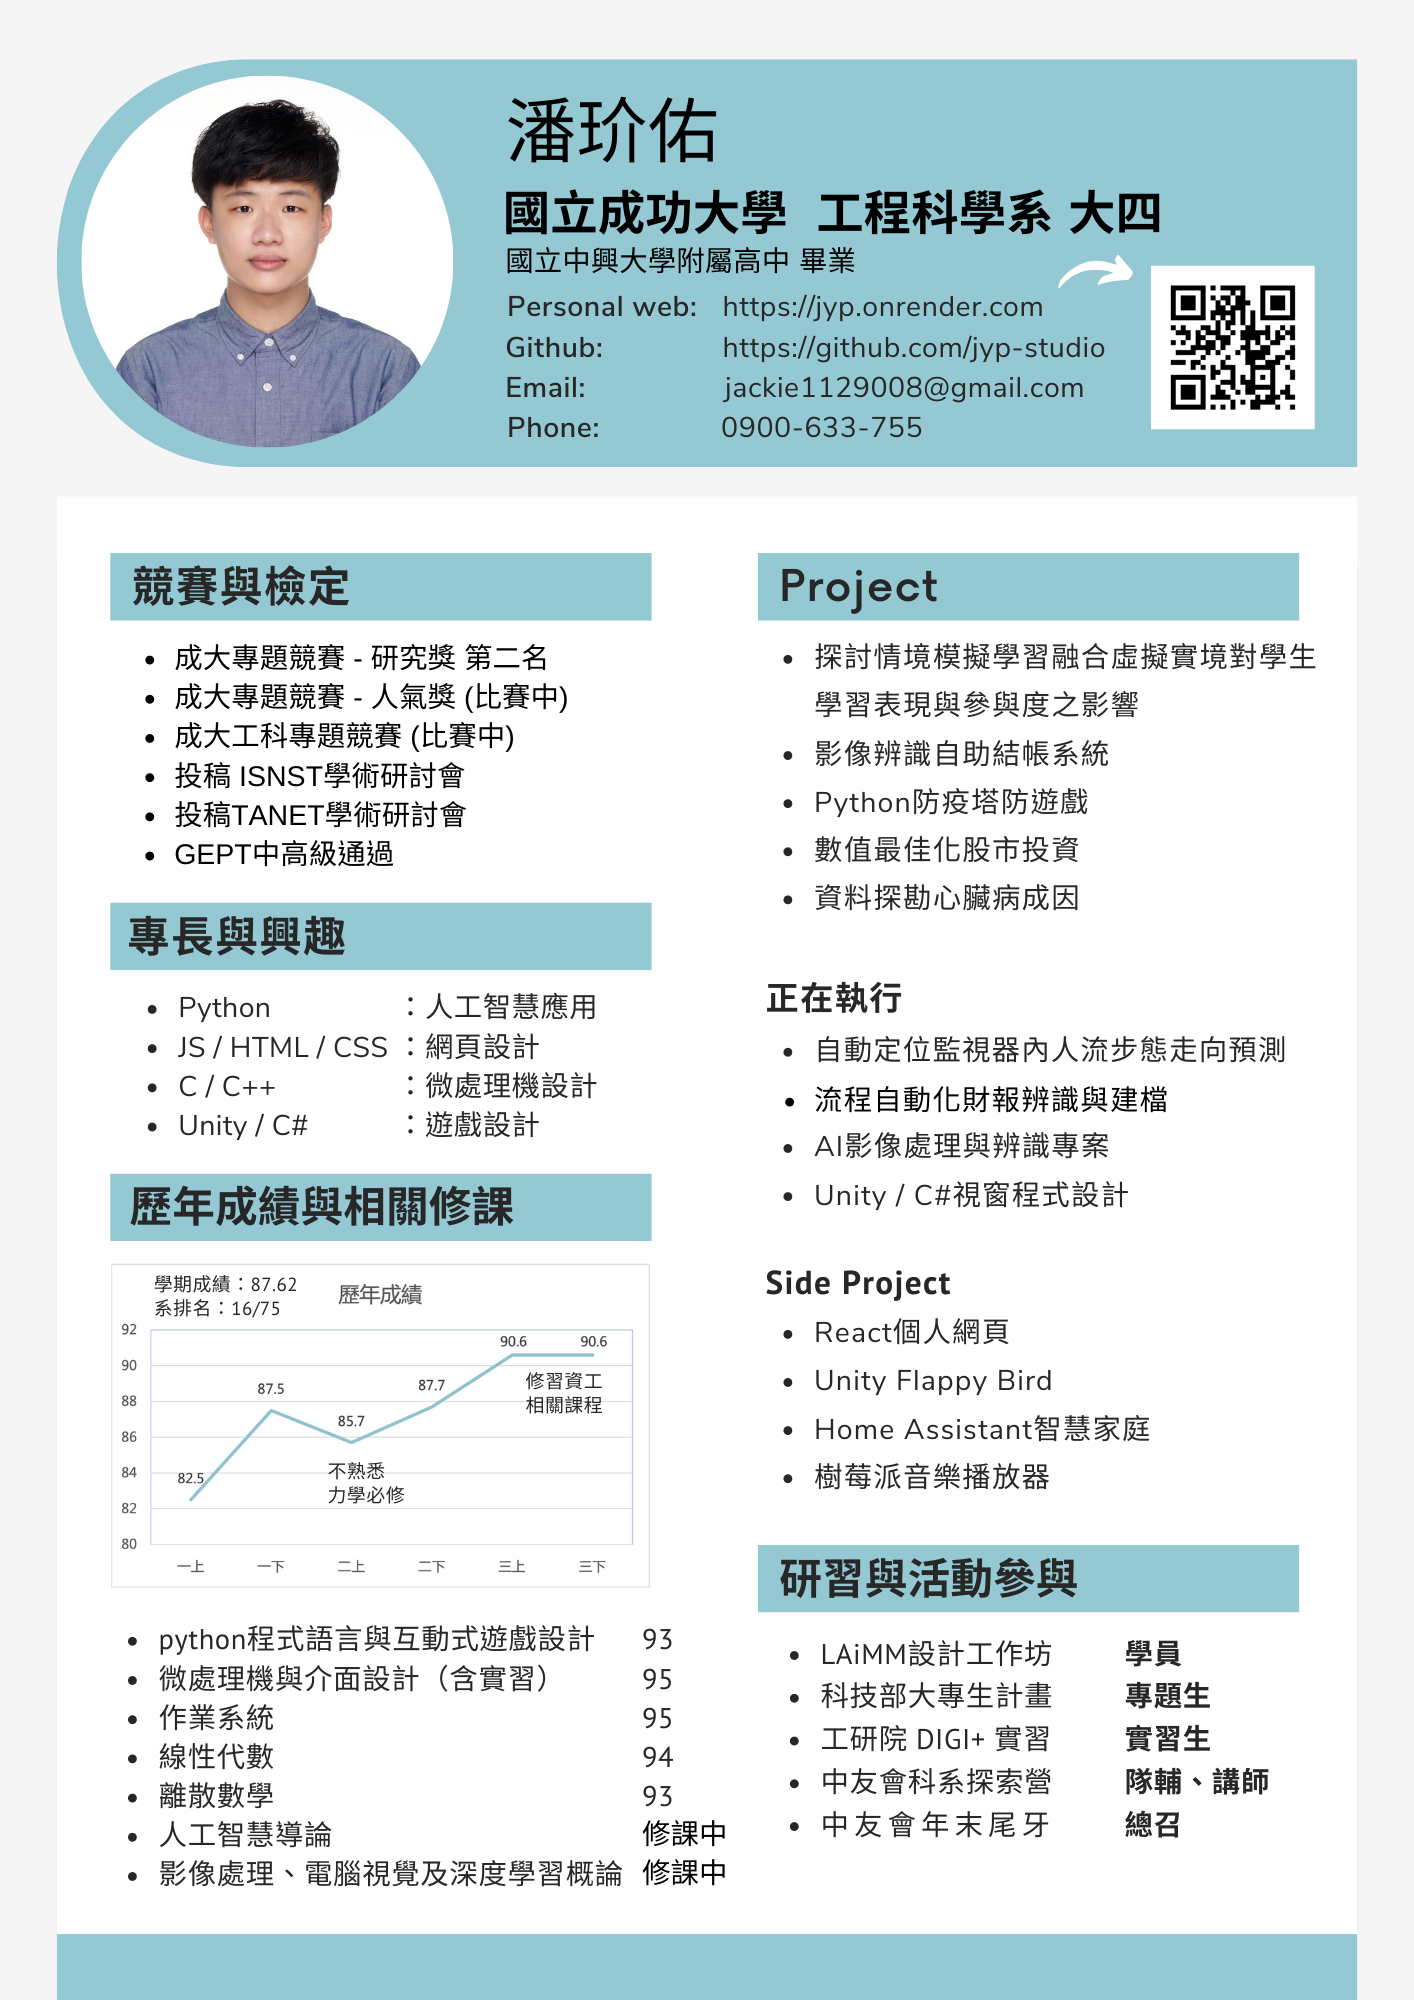 潘玠佑
國立成功大學 工程科學系 大四
國立中興大學附屬高中 畢業
Personal web: https://jyp.onrender.com
Github: https://github.com/jyp-studio
Email: jackie1129008@gmail.com
Phone: 0900-633-755
競賽與檢定
成大專題競賽 - 研究獎 第二名
成大專題競賽 - 人氣獎 (比賽中)
成大工科專題競賽 (比賽中)
投稿 ISNST學術研討會
投稿TANET學術研討會
GEPT中高級通過
專長與興趣
Python ：人工智慧應用
JS / HTML / CSS ：網頁設計
C / C++ ：微處理機設計
Unity / C# ：遊戲設計
歷年成績與相關修課
學期成績：87.62
系排名：16/75
歷年成績
92
90
88
86
84
82
80
82.5
87.5
85.7
87.7
90.6
90.6
修習資工
相關課程
不熟悉
力學必修
一上 一下 二上 二下 三上 三下
python程式語言與互動式遊戲設計 93
微處理機與介面設計（含實習） 95
作業系統 95
線性代數 94
離散數學 93
人工智慧導論 修課中
影像處理、電腦視覺及深度學習概論 修課中
Project
探討情境模擬學習融合虛擬實境對學生
學習表現與參與度之影響
影像辨識自助結帳系統
Python防疫塔防遊戲
數值最佳化股市投資
資料探勘心臟病成因
正在執行
自動定位監視器內人流步態走向預測
流程自動化財報辨識與建檔
AI影像處理與辨識專案
Unity / C#視窗程式設計
Side Project
React個人網頁
Unity Flappy Bird
Home Assistant智慧家庭
樹莓派音樂播放器
研習與活動參與
LAiMM設計工作坊 學員
科技部大專生計畫 專題生
工研院 DIGI+ 實習 實習生
中友會科系探索營 隊輔、講師
中友會年末尾牙 總召